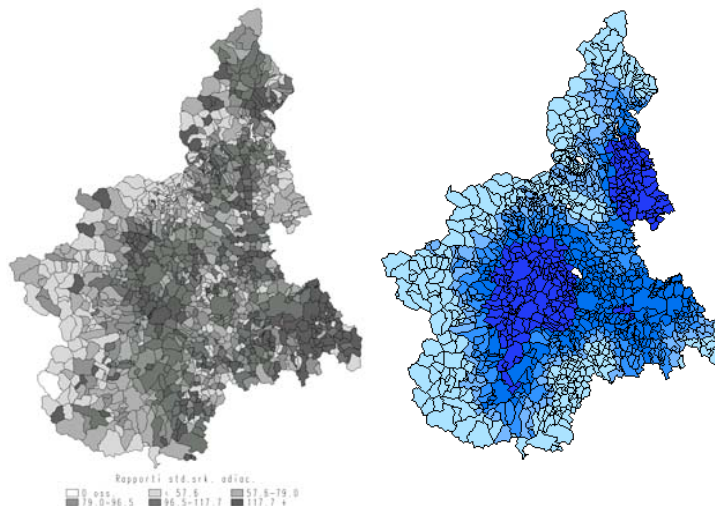 Rapporti std.srk. adiac.
0 oss. < 57.6 57.6-79.0
79.0-96.5 96.5-117.7 117.7 +